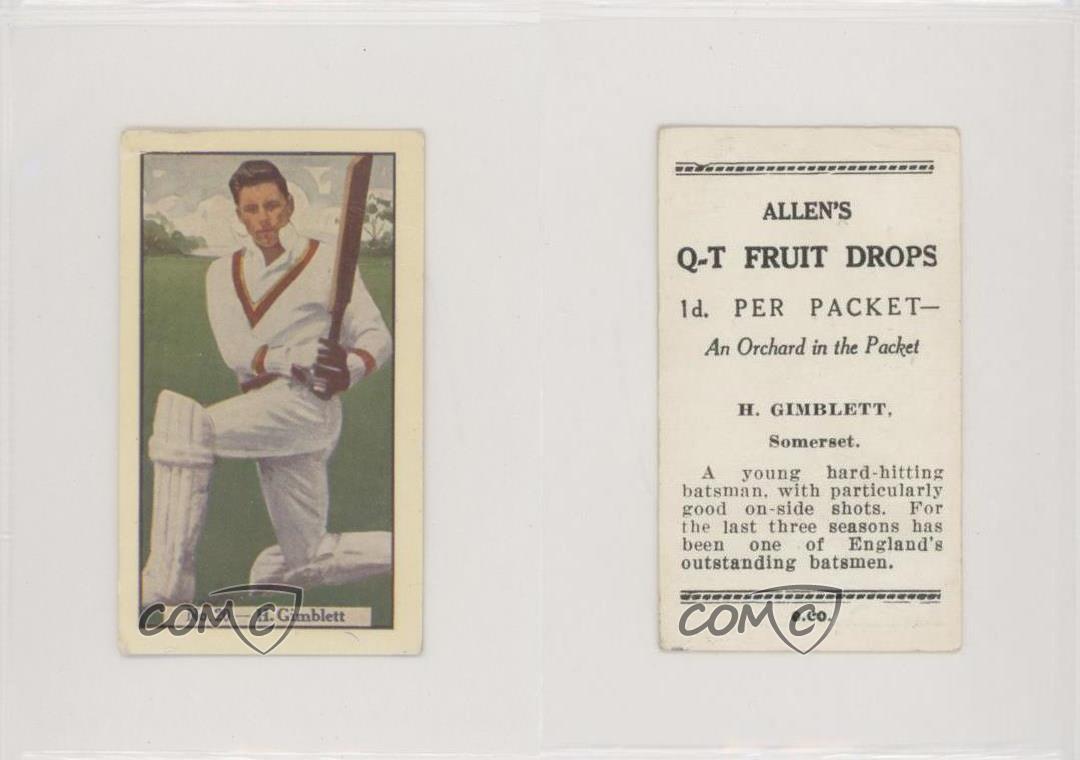 No 29 — H. Gimblett
COMC
ALLEN'S
Q-T FRUIT DROPS
1d. PER PACKET—
An Orchard in the Packet
H. GIMBLETT,
Somerset.
A young hard-hitting
batsman, with particularly
good on-side shots. For
the last three seasons has
been one of England's
outstanding batsmen.
COMC